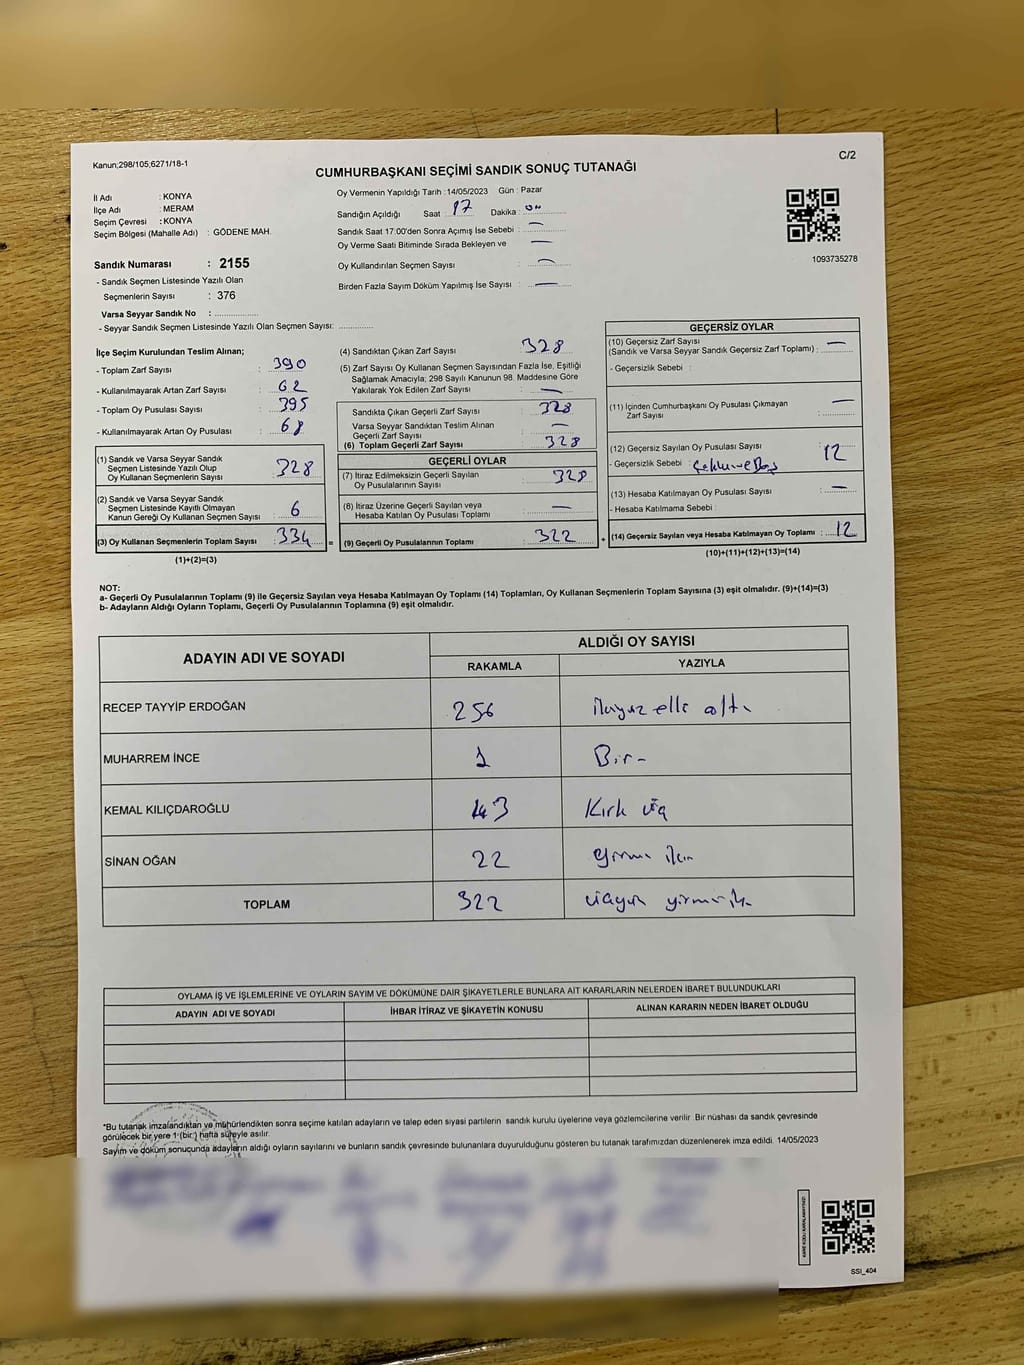 Kanun;298/105;6271/18-1
C/2
CUMHURBAŞKANI SEÇİMİ SANDIK SONUÇ TUTANAĞI
İl Adı : KONYA
İlçe Adı : MERAM
Seçim Çevresi : KONYA
Seçim Bölgesi (Mahalle Adı) : GÖDENE MAH.
Sandık Numarası : 2155
- Sandık Seçmen Listesinde Yazılı Olan
Seçmenlerin Sayısı : 376
Varsa Seyyar Sandık No :
- Seyyar Sandık Seçmen Listesinde Yazılı Olan Seçmen Sayısı:
Oy Vermenin Yapıldığı Tarih :14/05/2023 Gün : Pazar
Sandığın Açıldığı Saat 17 Dakika : 00
Sandık Saat 17:00'den Sonra Açımış İse Sebebi : —
Oy Verme Saati Bitiminde Sırada Bekleyen ve —
Oy Kullandırılan Seçmen Sayısı : —
Birden Fazla Sayım Döküm Yapılmış İse Sayısı : —
1093735278
İlçe Seçim Kurulundan Teslim Alınan;
- Toplam Zarf Sayısı : 390
- Kullanılmayarak Artan Zarf Sayısı : 62
- Toplam Oy Pusulası Sayısı : 395
- Kullanılmayarak Artan Oy Pusulası : 68
(1) Sandık ve Varsa Seyyar Sandık
Seçmen Listesinde Yazılı Olup
Oy Kullanan Seçmenlerin Sayısı : 328
(2) Sandık ve Varsa Seyyar Sandık
Seçmen Listesinde Kayıtlı Olmayan
Kanun Gereği Oy Kullanan Seçmen Sayısı : 6
(3) Oy Kullanan Seçmenlerin Toplam Sayısı : 334 =
(1)+(2)=(3)
(4) Sandıktan Çıkan Zarf Sayısı : 328
(5) Zarf Sayısı Oy Kullanan Seçmen Sayısından Fazla İse, Eşitliği
Sağlamak Amacıyla; 298 Sayılı Kanunun 98. Maddesine Göre
Yakılarak Yok Edilen Zarf Sayısı : —
Sandıkta Çıkan Geçerli Zarf Sayısı : 328
Varsa Seyyar Sandıktan Teslim Alınan
Geçerli Zarf Sayısı : —
(6) Toplam Geçerli Zarf Sayısı : 328
GEÇERLİ OYLAR
(7) İtiraz Edilmeksizin Geçerli Sayılan
Oy Pusulalarının Sayısı : 328
(8) İtiraz Üzerine Geçerli Sayılan veya
Hesaba Katılan Oy Pusulası Toplamı : —
(9) Geçerli Oy Pusulalarının Toplamı : 322 +
GEÇERSİZ OYLAR
(10) Geçersiz Zarf Sayısı —
(Sandık ve Varsa Seyyar Sandık Geçersiz Zarf Toplamı) :
- Geçersizlik Sebebi :
(11) İçinden Cumhurbaşkanı Oy Pusulası Çıkmayan —
Zarf Sayısı :
(12) Geçersiz Sayılan Oy Pusulası Sayısı : 12
- Geçersizlik Sebebi :
(13) Hesaba Katılmayan Oy Pusulası Sayısı : —
- Hesaba Katılmama Sebebi :
(14) Geçersiz Sayılan veya Hesaba Katılmayan Oy Toplamı : 12
(10)+(11)+(12)+(13)=(14)
NOT:
a- Geçerli Oy Pusulalarının Toplamı (9) ile Geçersiz Sayılan veya Hesaba Katılmayan Oy Toplamı (14) Toplamları, Oy Kullanan Seçmenlerin Toplam Sayısına (3) eşit olmalıdır. (9)+(14)=(3)
b- Adayların Aldığı Oyların Toplamı, Geçerli Oy Pusulalarının Toplamına (9) eşit olmalıdır.
ADAYIN ADI VE SOYADI
ALDIĞI OY SAYISI
RAKAMLA YAZIYLA
RECEP TAYYİP ERDOĞAN 256 ikiyüz elli altı
MUHARREM İNCE 1 Bir-
KEMAL KILIÇDAROĞLU 43 Kırk üç
SİNAN OĞAN 22
TOPLAM 322 üçyüz yirmi iki
OYLAMA İŞ VE İŞLEMLERİNE VE OYLARIN SAYIM VE DÖKÜMÜNE DAİR ŞİKAYETLERLE BUNLARA AİT KARARLARIN NELERDEN İBARET BULUNDUKLARI
ADAYIN ADI VE SOYADI İHBAR İTİRAZ VE ŞİKAYETİN KONUSU ALINAN KARARIN NEDEN İBARET OLDUĞU
*Bu tutanak imzalandıktan ve mühürlendikten sonra seçime katılan adayların ve talep eden siyasi partilerin sandık kurulu üyelerine veya gözlemcilerine verilir .Bir nüshası da sandık çevresinde
görülecek bir yere 1 (bir) hafta süreyle asılır.
Sayım ve döküm sonucunda adayların aldığı oyların sayılarını ve bunların sandık çevresinde bulunanlara duyurulduğunu gösteren bu tutanak tarafımızdan düzenlenerek imza edildi. 14/05/2023
KARE KODU KARALAMAYINIZ!
SSI_404